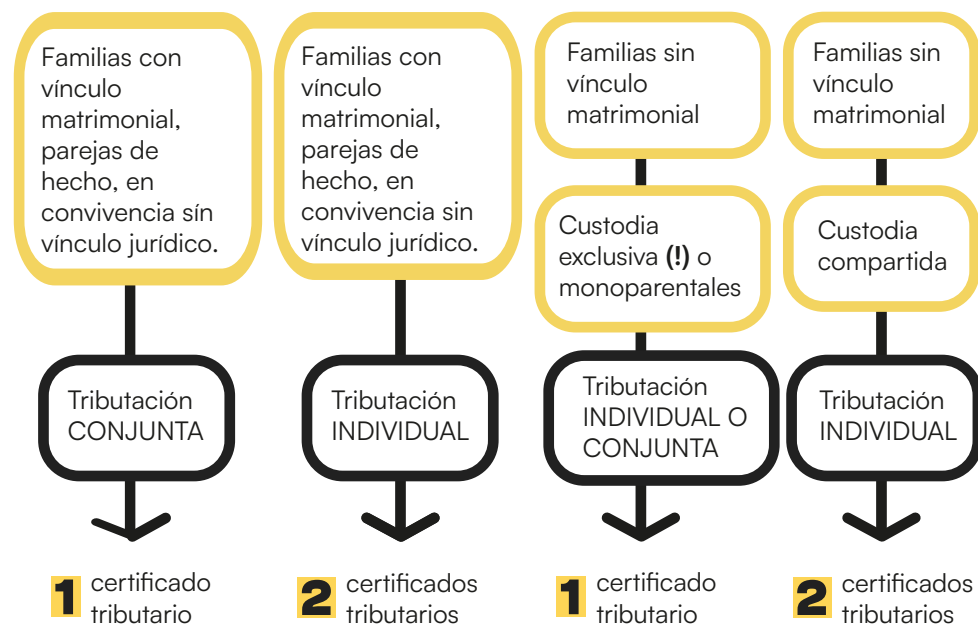 Familias con
vínculo
matrimonial,
parejas de
hecho, en
convivencia sín
vínculo jurídico.
Tributación
CONJUNTA
1 certificado
tributario
Familias con
vínculo
matrimonial,
parejas de
hecho, en
convivencia sin
vínculo jurídico.
Tributación
INDIVIDUAL
2 certificados
tributarios
Familias sin
vínculo
matrimonial
Custodia
exclusiva (!) o
monoparentales
Tributación
INDIVIDUAL O
CONJUNTA
1 certificado
tributario
Familias sin
vínculo
matrimonial
Custodia
compartida
Tributación
INDIVIDUAL
2 certificados
tributarios